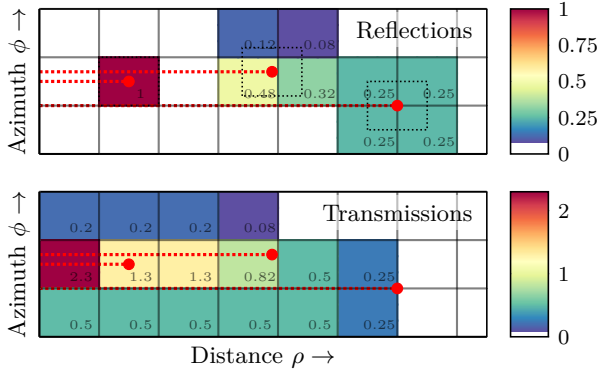 Reflections
Azimuth ϕ →
0.12 0.08
1 0.48 0.32 0.25 0.25
0.25 0.25
1
0.75
0.5
0.25
0
Transmissions
Azimuth ϕ →
0.2 0.2 0.2 0.08
2.3 1.3 1.3 0.82 0.5 0.25
0.5 0.5 0.5 0.5 0.5 0.25
2
1
0
Distance ρ →